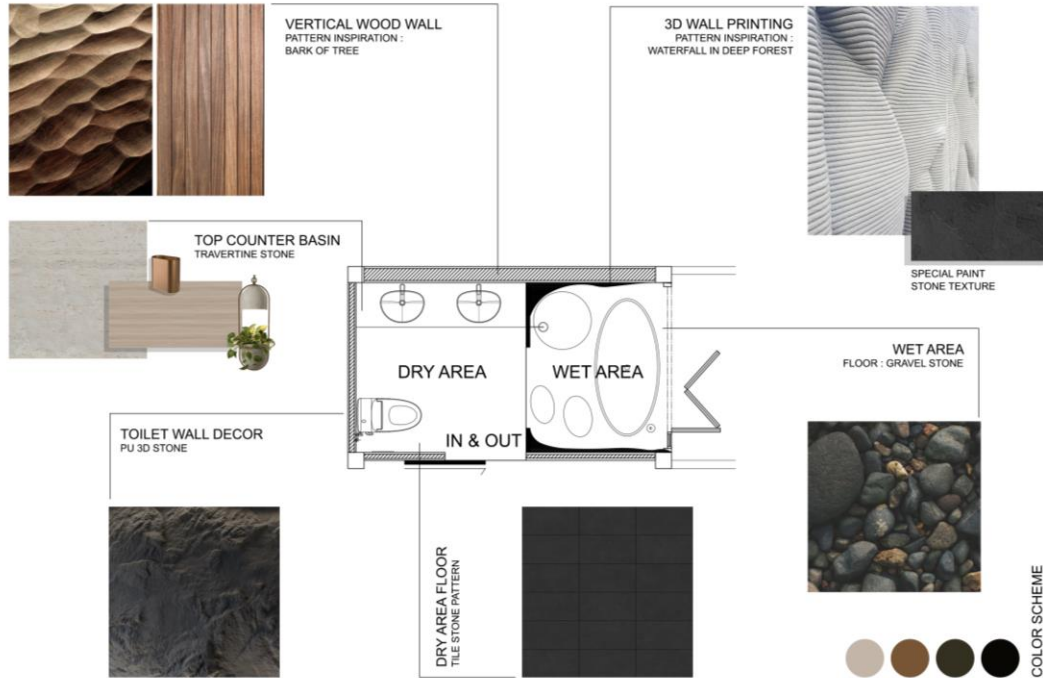 VERTICAL WOOD WALL
PATTERN INSPIRATION :
BARK OF TREE
3D WALL PRINTING
PATTERN INSPIRATION :
WATERFALL IN DEEP FOREST
TOP COUNTER BASIN
TRAVERTINE STONE
SPECIAL PAINT
STONE TEXTURE
WET AREA
FLOOR : GRAVEL STONE
DRY AREA
WET AREA
IN & OUT
TOILET WALL DECOR
PU 3D STONE
DRY AREA FLOOR
TILE STONE PATTERN
COLOR SCHEME